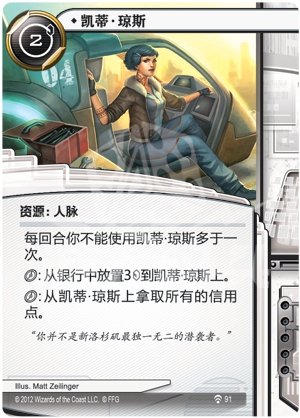 2
◆ 凯蒂·琼斯
资源: 人脉
每回合你不能使用凯蒂·琼斯多于一
次。
: 从银行中放置3到凯蒂·琼斯上。
: 从凯蒂·琼斯上拿取所有的信用
点。
“你并不是新洛杉矶最独一无二的潜袭者。”
Illus. Matt Zeilinger
© 2012 Wizards of the Coast LLC. © FFG
91